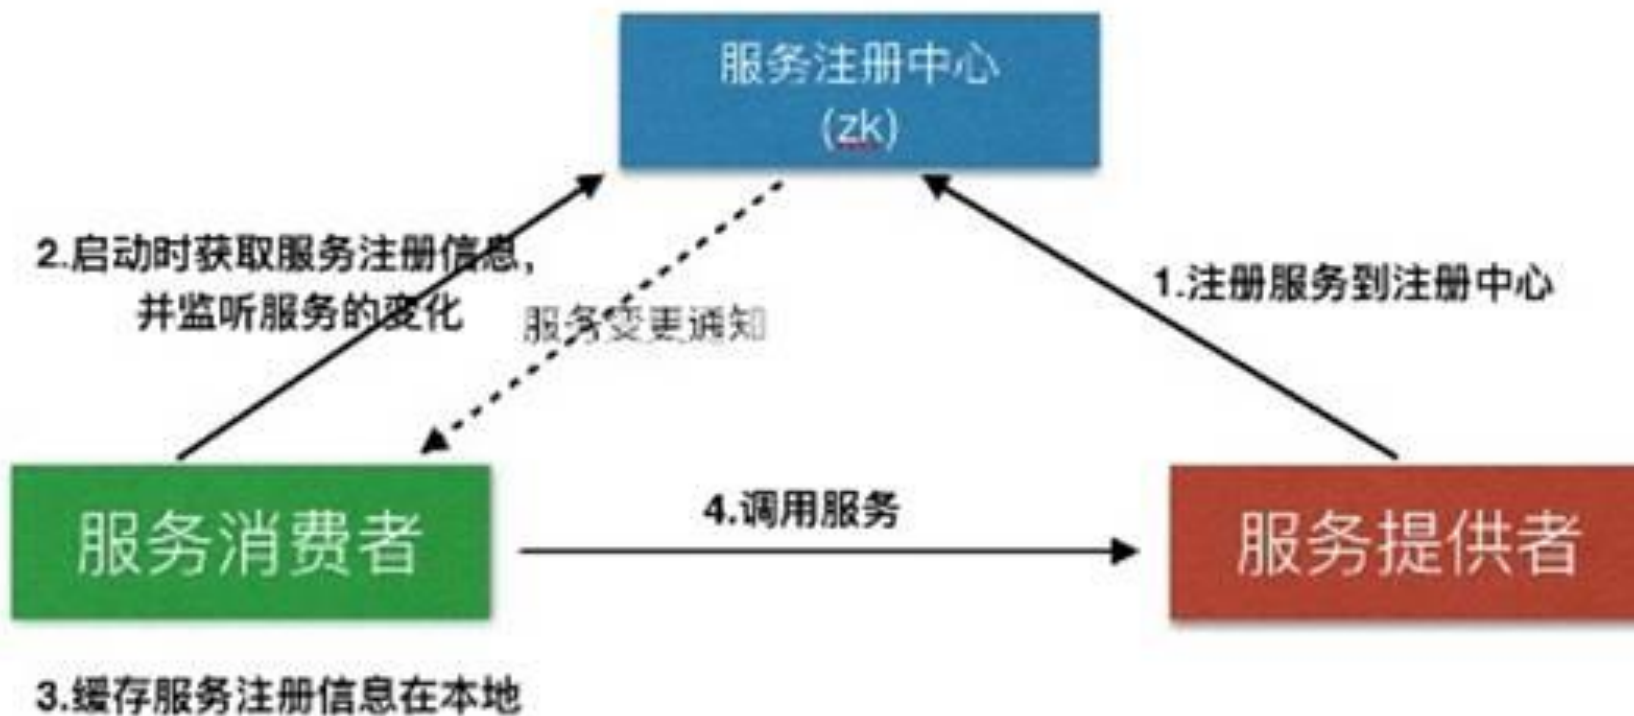 服务注册中心
(zk)
2.启动时获取服务注册信息，
并监听服务的变化
服务变更通知
1.注册服务到注册中心
4.调用服务
服务消费者
服务提供者
3.缓存服务注册信息在本地